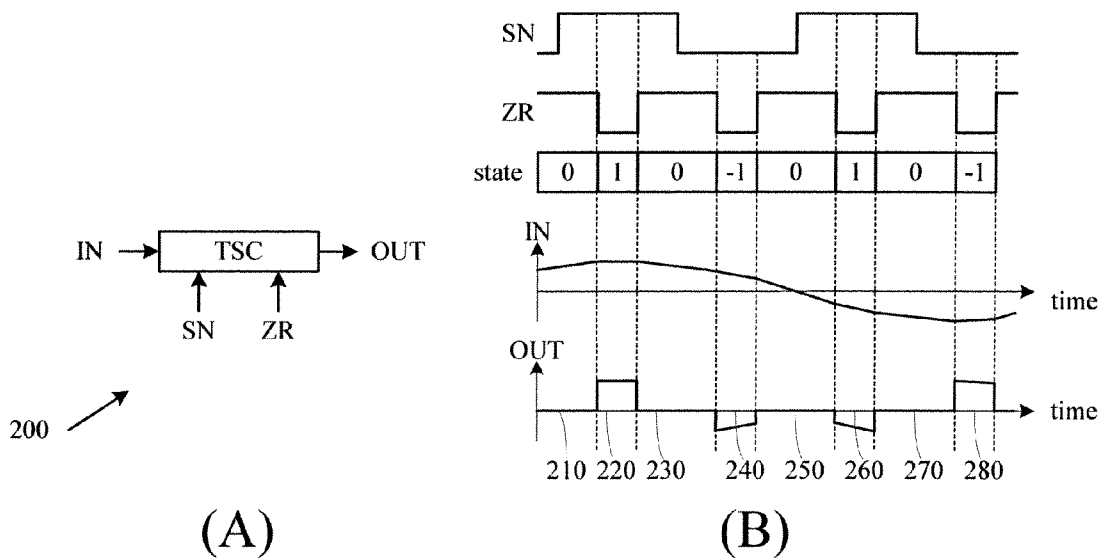 SN
ZR
state 0 1 0 -1 0 1 0 -1
IN
time
OUT
time
210 220 230 240 250 260 270 280
IN TSC OUT
SN ZR
200
(A) (B)